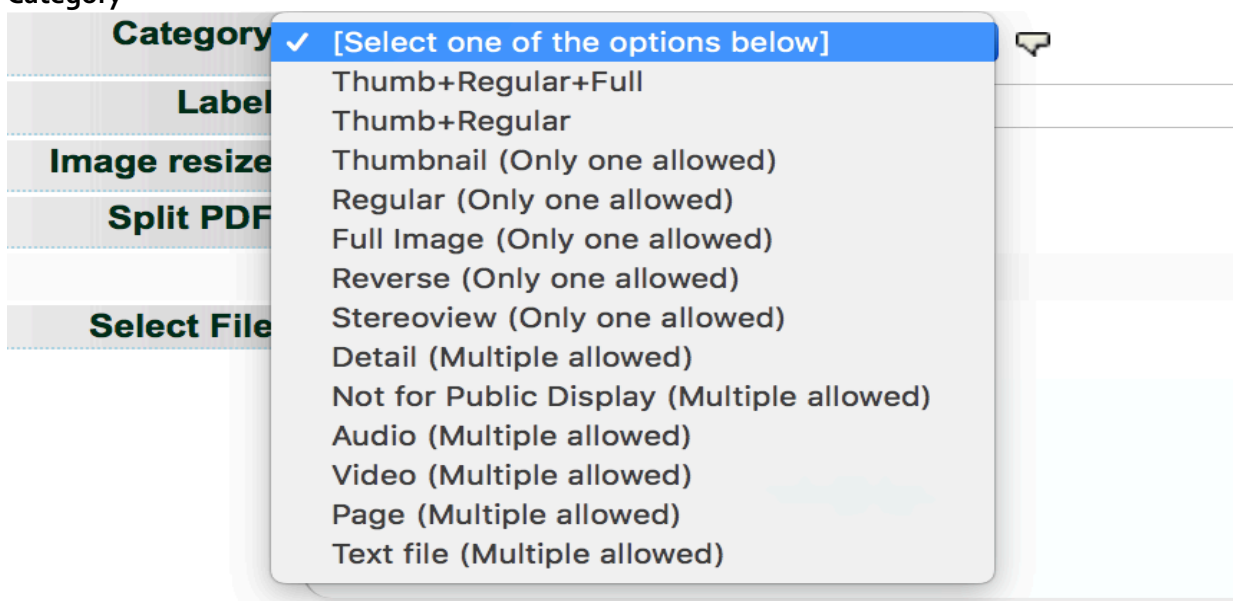 Category
Category ✓ [Select one of the options below]
Thumb+Regular+Full
Label
Thumb+Regular
Image resize
Thumbnail (Only one allowed)
Regular (Only one allowed)
Split PDF
Full Image (Only one allowed)
Reverse (Only one allowed)
Select File
Stereoview (Only one allowed)
Detail (Multiple allowed)
Not for Public Display (Multiple allowed)
Audio (Multiple allowed)
Video (Multiple allowed)
Page (Multiple allowed)
Text file (Multiple allowed)